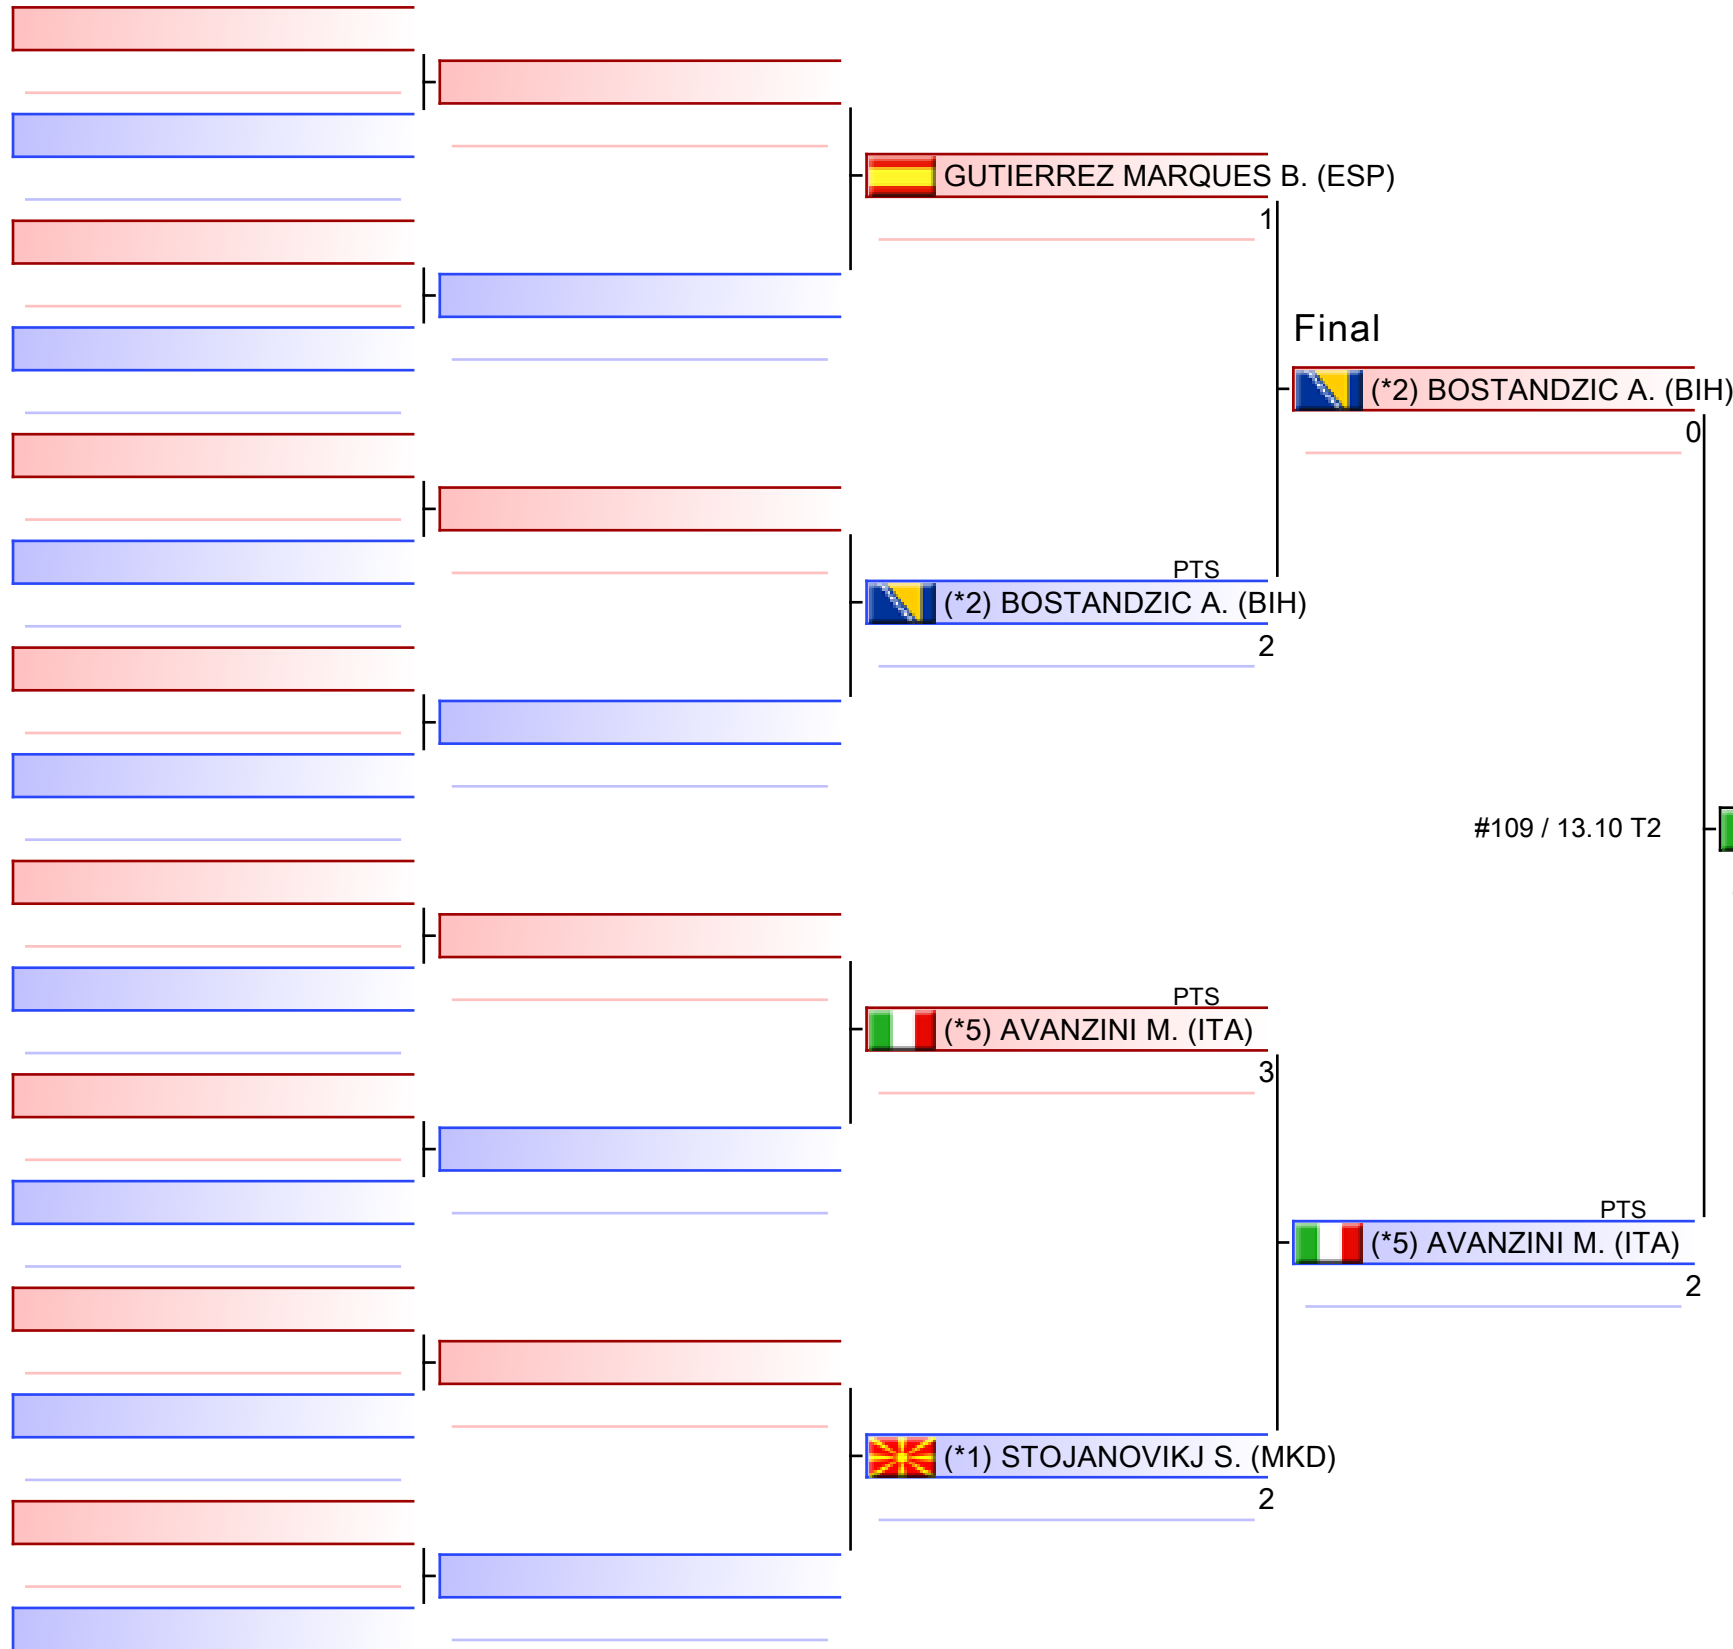 GUTIERREZ MARQUES B. (ESP)
1
Final
(*2) BOSTANDZIC A. (BIH)
0
PTS
(*2) BOSTANDZIC A. (BIH)
2
#109 / 13.10 T2
PTS
(*5) AVANZINI M. (ITA)
3
PTS
(*5) AVANZINI M. (ITA)
2
(*1) STOJANOVIKJ S. (MKD)
2